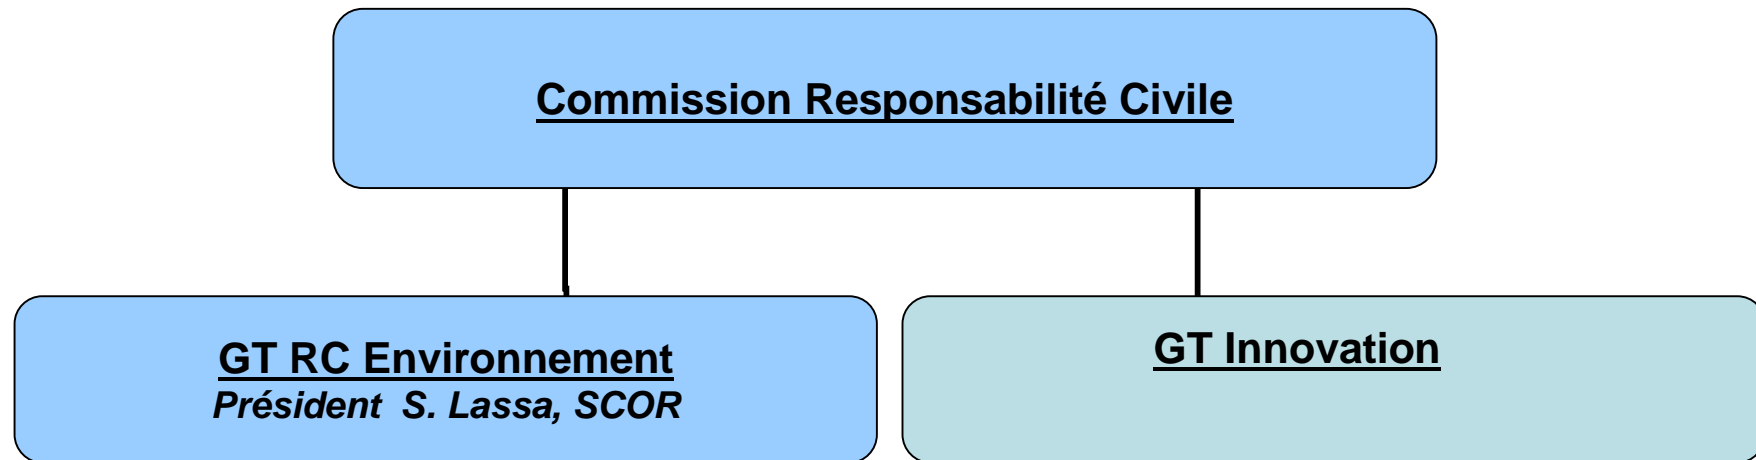 Commission Responsabilité Civile
GT RC Environnement
Président S. Lassa, SCOR
GT Innovation